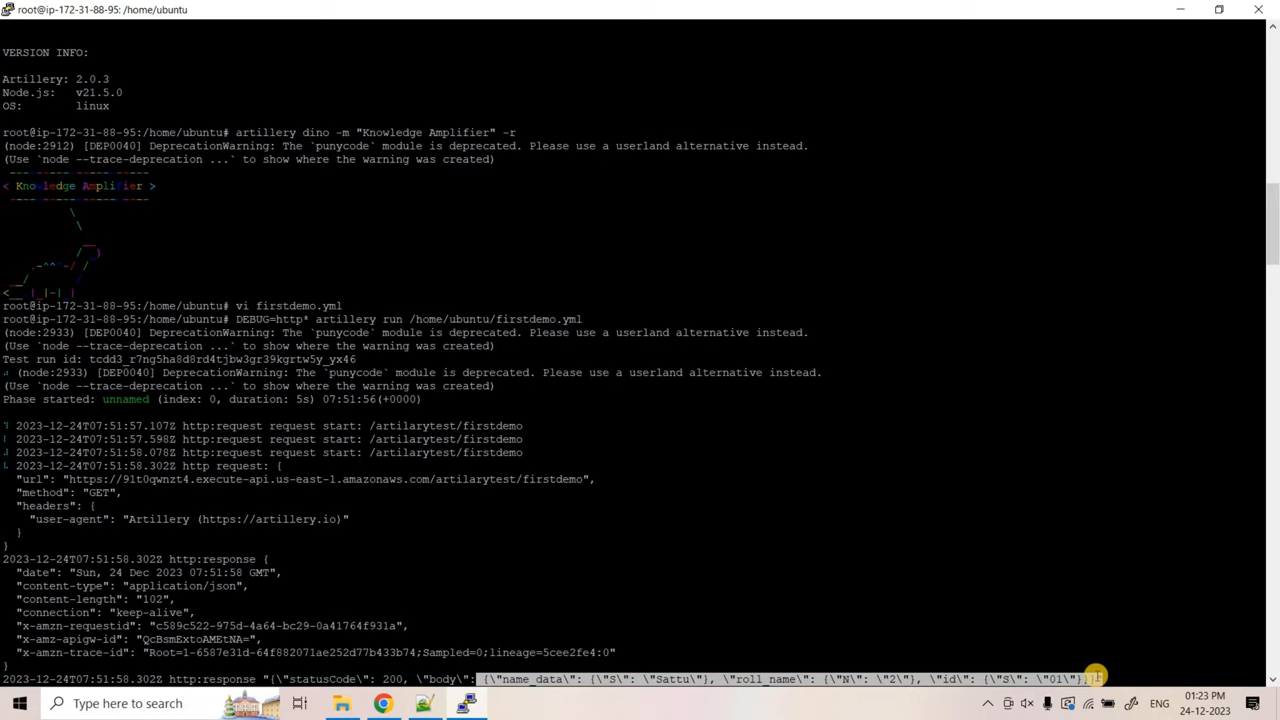 root@ip-172-31-88-95: /home/ubuntu
VERSION INFO:
Artillery: 2.0.3
Node.js: v21.5.0
OS: linux
root@ip-172-31-88-95:/home/ubuntu# artillery dino -m "Knowledge Amplifier" -r
(node:2912) [DEP0040] DeprecationWarning: The `punycode` module is deprecated. Please use a userland alternative instead.
(Use `node --trace-deprecation ...` to show where the warning was created)
< Knowledge Amplifier >
root@ip-172-31-88-95:/home/ubuntu# vi firstdemo.yml
root@ip-172-31-88-95:/home/ubuntu# DEBUG=http* artillery run /home/ubuntu/firstdemo.yml
(node:2933) [DEP0040] DeprecationWarning: The `punycode` module is deprecated. Please use a userland alternative instead.
(Use `node --trace-deprecation ...` to show where the warning was created)
Test run id: tcdd3_r7ng5ha8d8rd4tjbw3gr39kgrtw5y_yx46
(node:2933) [DEP0040] DeprecationWarning: The `punycode` module is deprecated. Please use a userland alternative instead.
(Use `node --trace-deprecation ...` to show where the warning was created)
Phase started: unnamed (index: 0, duration: 5s) 07:51:56(+0000)
2023-12-24T07:51:57.107Z http:request request start: /artilarytest/firstdemo
2023-12-24T07:51:57.598Z http:request request start: /artilarytest/firstdemo
2023-12-24T07:51:58.078Z http:request request start: /artilarytest/firstdemo
2023-12-24T07:51:58.302Z http request: {
"url": "https://91t0qwnzt4.execute-api.us-east-1.amazonaws.com/artilarytest/firstdemo",
"method": "GET",
"headers": {
"user-agent": "Artillery (https://artillery.io)"
}
}
2023-12-24T07:51:58.302Z http:response {
"date": "Sun, 24 Dec 2023 07:51:58 GMT",
"content-type": "application/json",
"content-length": "102",
"connection": "keep-alive",
"x-amzn-requestid": "c589c522-975d-4a64-bc29-0a41764f931a",
"x-amz-apigw-id": "QcBsmExtoAMEtNA=",
"x-amzn-trace-id": "Root=1-6587e31d-64f882071ae252d77b433b74;Sampled=0;lineage=5cee2fe4:0"
}
2023-12-24T07:51:58.302Z http:response "{\"statusCode\": 200, \"body\": {\"name_data\": {\"S\": \"Sattu\"}, \"roll_name\": {\"N\": \"2\"}, \"id\": {\"S\": \"01\"}}
Type here to search
ENG
01:23 PM
24-12-2023